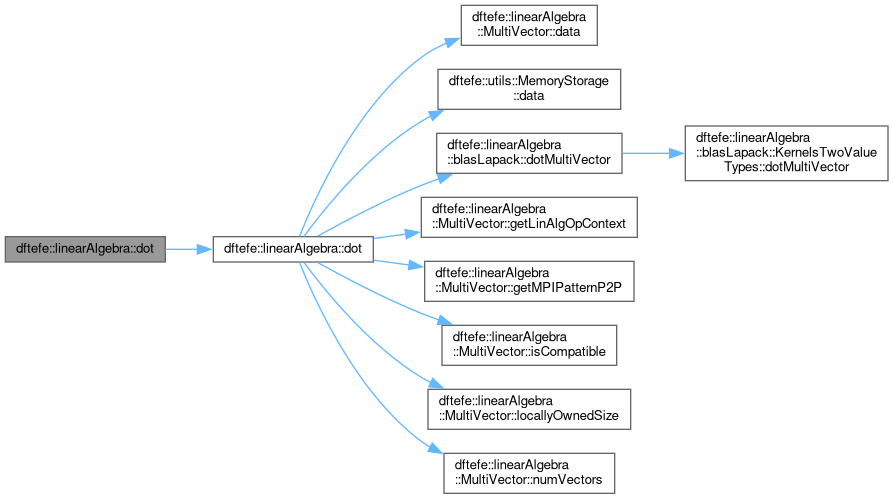 dftefe::linearAlgebra::dot
dftefe::linearAlgebra::dot
dftefe::linearAlgebra
::MultiVector::data
dftefe::utils::MemoryStorage
::data
dftefe::linearAlgebra
::blasLapack::dotMultiVector
dftefe::linearAlgebra
::blasLapack::KernelsTwoValue
Types::dotMultiVector
dftefe::linearAlgebra
::MultiVector::getLinAlgOpContext
dftefe::linearAlgebra
::MultiVector::getMPIPatternP2P
dftefe::linearAlgebra
::MultiVector::isCompatible
dftefe::linearAlgebra
::MultiVector::locallyOwnedSize
dftefe::linearAlgebra
::MultiVector::numVectors